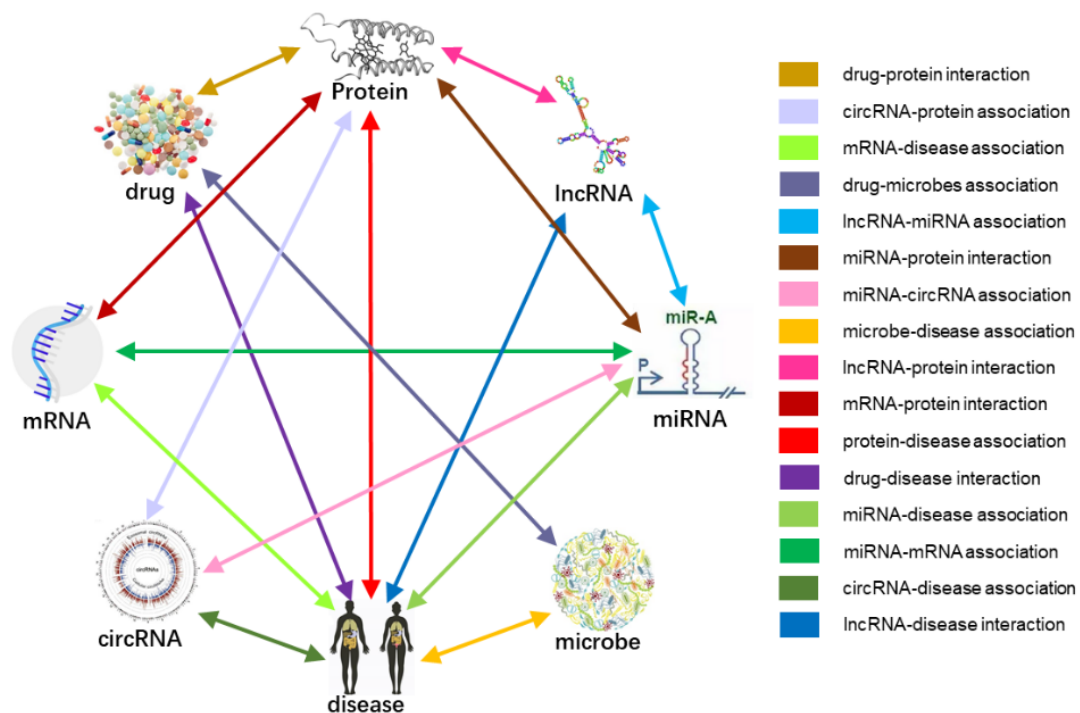 Protein
drug
lncRNA
miR-A
P
mRNA
miRNA
circRNAs
circRNA
disease
microbe
drug-protein interaction
circRNA-protein association
mRNA-disease association
drug-microbes association
lncRNA-miRNA association
miRNA-protein interaction
miRNA-circRNA association
microbe-disease association
lncRNA-protein interaction
mRNA-protein interaction
protein-disease association
drug-disease interaction
miRNA-disease association
miRNA-mRNA association
circRNA-disease association
lncRNA-disease interaction